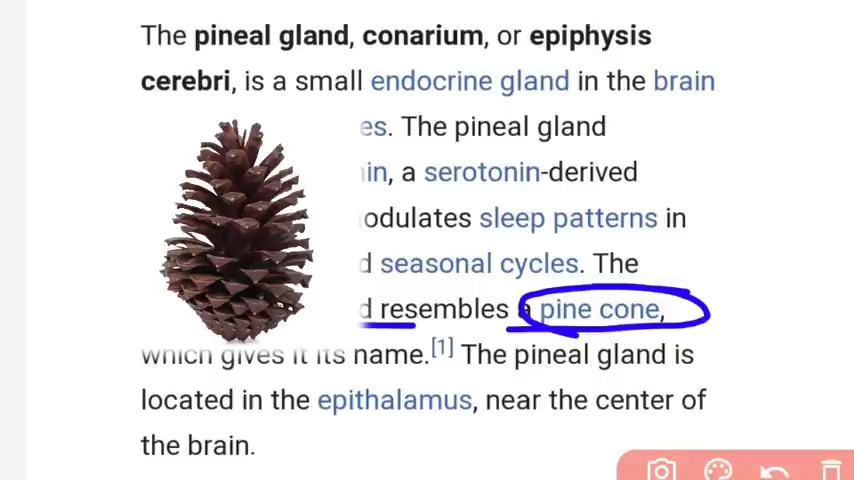 The pineal gland, conarium, or epiphysis
cerebri, is a small endocrine gland in the brain
es. The pineal gland
in, a serotonin-derived
odulates sleep patterns in
d seasonal cycles. The
d resembles a pine cone,
which gives it its name.[1] The pineal gland is
located in the epithalamus, near the center of
the brain.